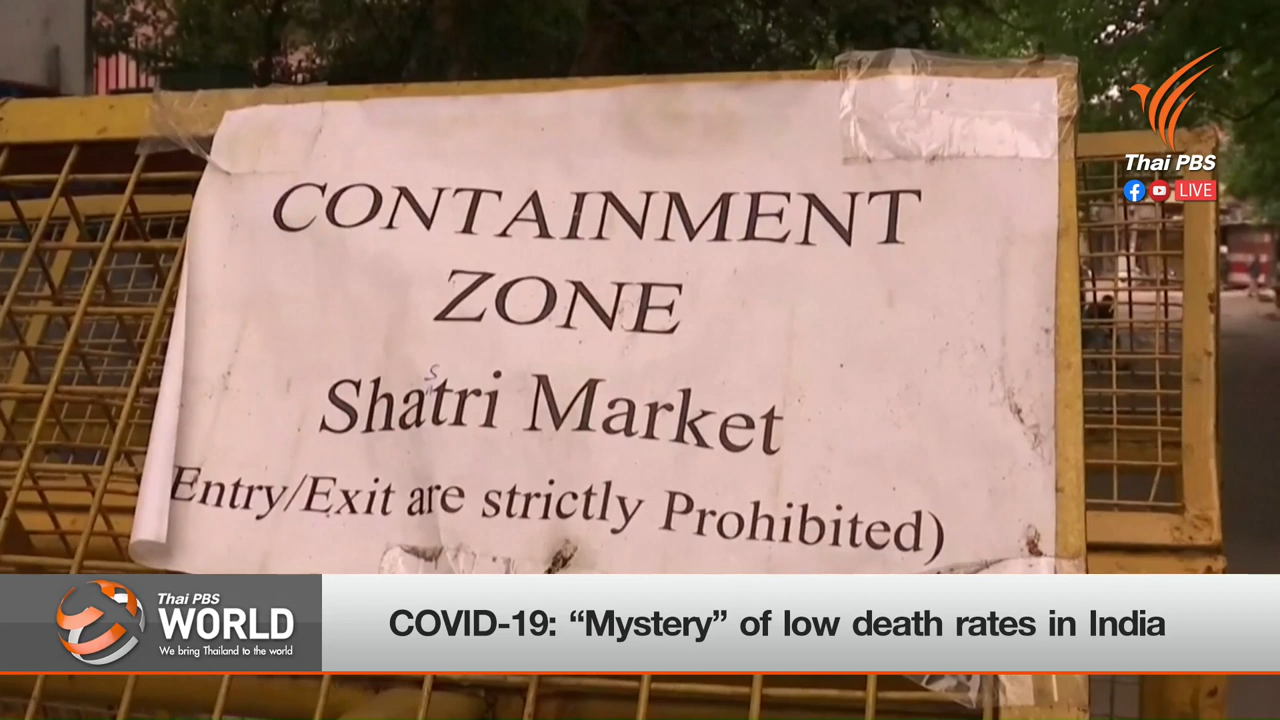 CONTAINMENT
ZONE
s
Shatri Market
Entry/Exit are strictly Prohibited)
Thai PBS
LIVE
Thai PBS
WORLD
We bring Thailand to the world
COVID-19: “Mystery” of low death rates in India